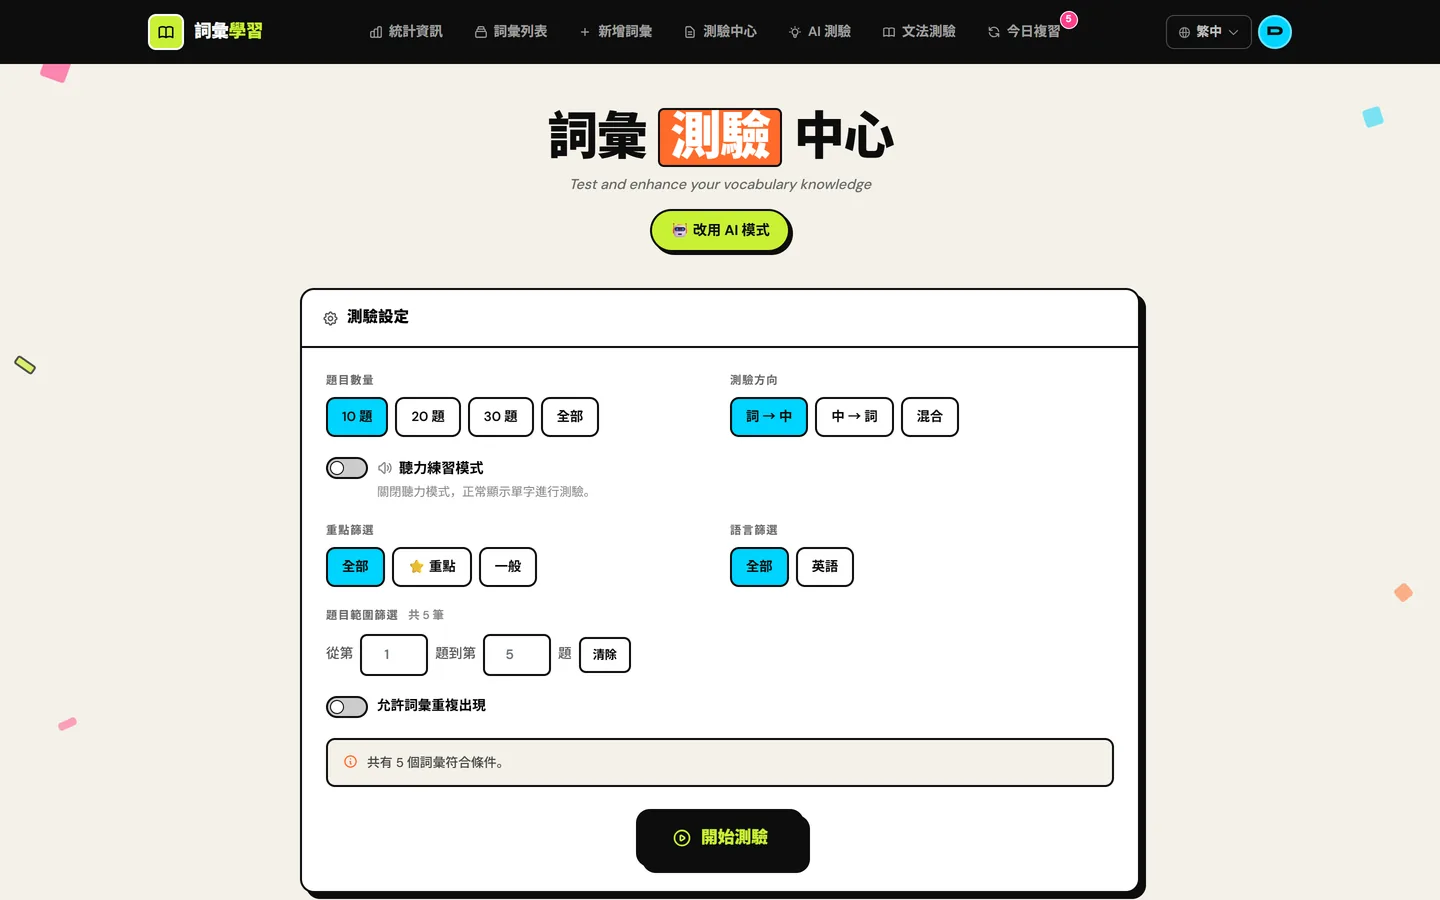 詞彙學習
統計資訊
詞彙列表
新增詞彙
測驗中心
AI 測驗
文法測驗
今日複習
5
繁中
詞彙 測驗 中心
Test and enhance your vocabulary knowledge
改用 AI 模式
測驗設定
題目數量
10 題
20 題
30 題
全部
測驗方向
詞 → 中
中 → 詞
混合
聽力練習模式
關閉聽力模式，正常顯示單字進行測驗。
重點篩選
全部
重點
一般
語言篩選
全部
英語
題目範圍篩選 共 5 筆
從第 1 題到第 5 題 清除
允許詞彙重複出現
共有 5 個詞彙符合條件。
開始測驗